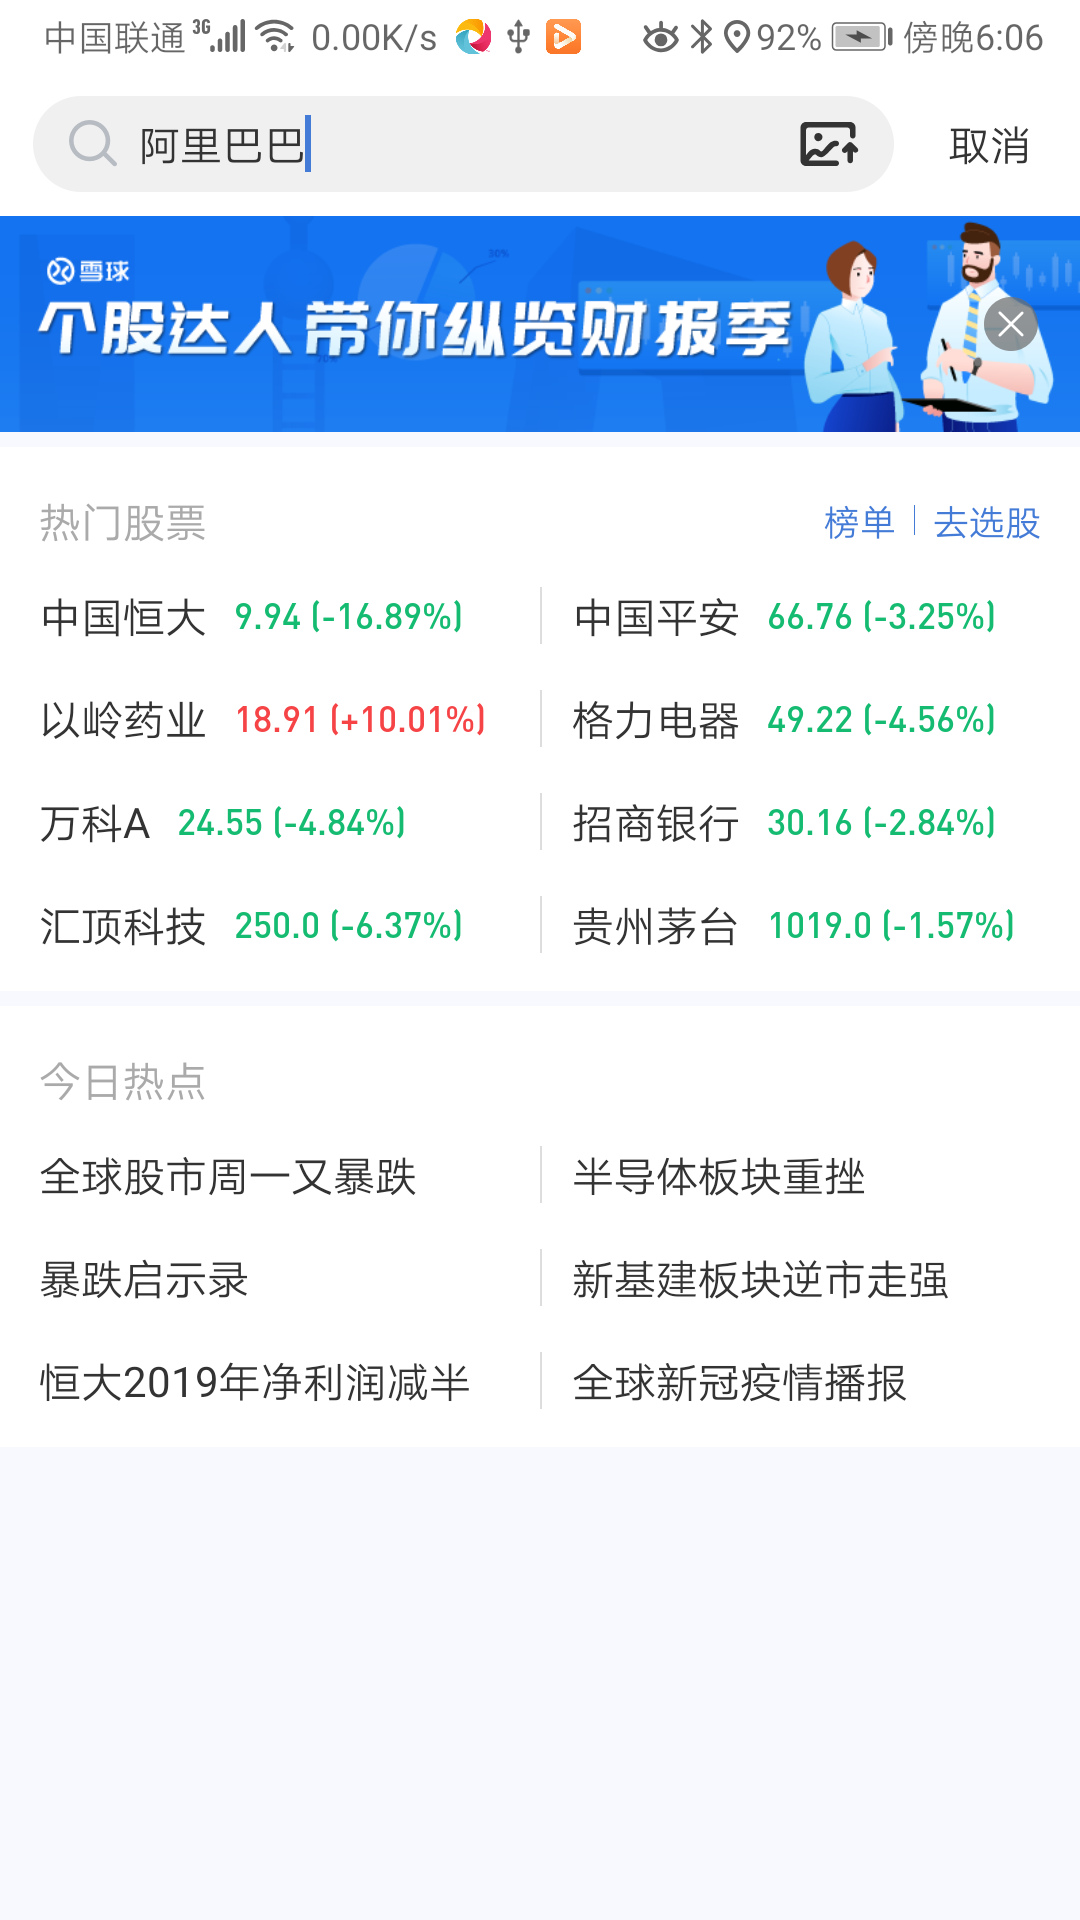 中国联通 3G 0.00K/s 92% 傍晚6:06
阿里巴巴 取消
雪球
个股达人带你纵览财报季
热门股票 榜单 去选股
中国恒大 9.94 (-16.89%) 中国平安 66.76 (-3.25%)
以岭药业 18.91 (+10.01%) 格力电器 49.22 (-4.56%)
万科A 24.55 (-4.84%) 招商银行 30.16 (-2.84%)
汇顶科技 250.0 (-6.37%) 贵州茅台 1019.0 (-1.57%)
今日热点
全球股市周一又暴跌 半导体板块重挫
暴跌启示录 新基建板块逆市走强
恒大2019年净利润减半 全球新冠疫情播报